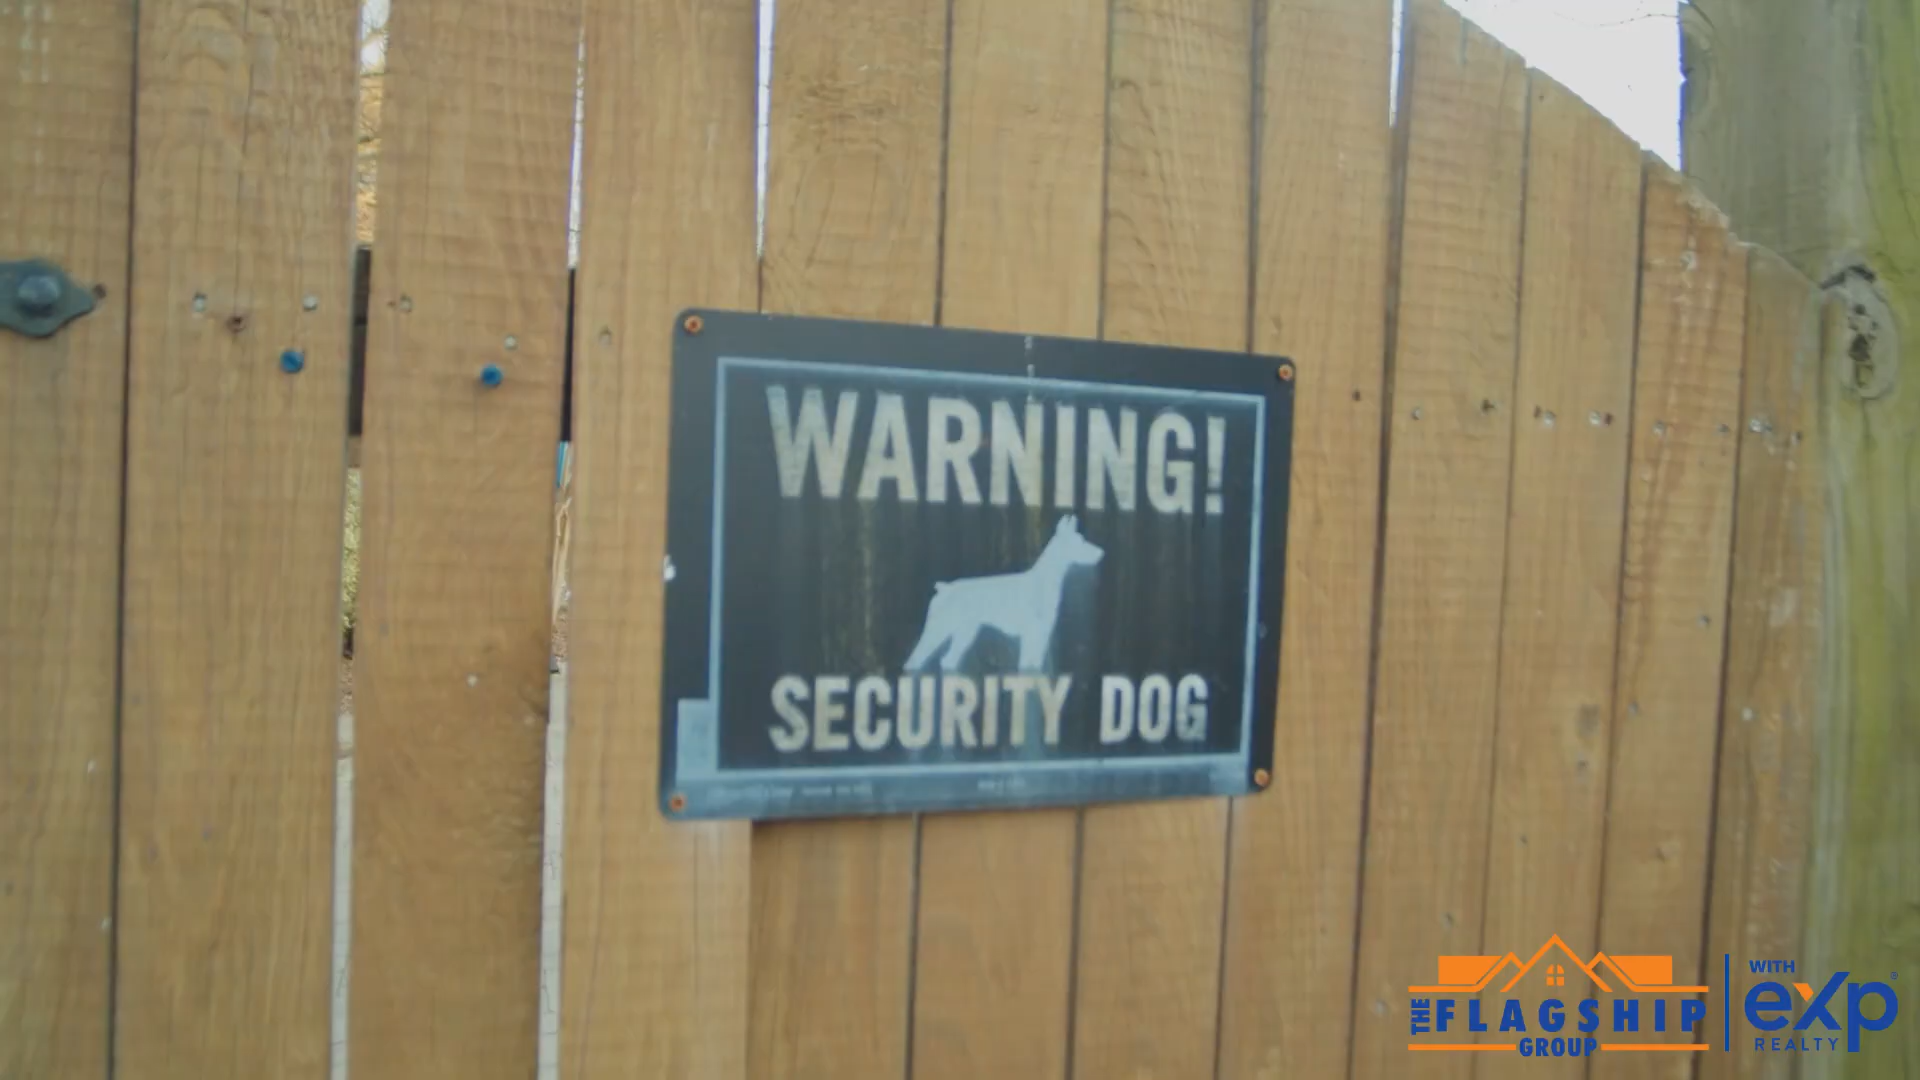 WARNING!
SECURITY DOG
THE FLAGSHIP GROUP
WITH
eXp®
REALTY